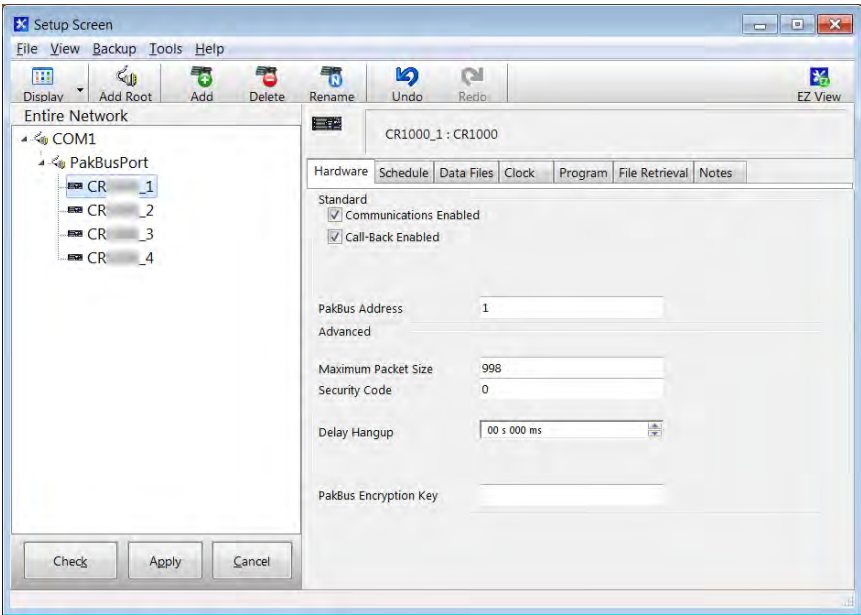 Setup Screen
File View Backup Tools Help
Display Add Root Add Delete Rename Undo Redo EZ View
Entire Network
COM1
PakBusPort
CR _1
CR _2
CR _3
CR _4
CR1000_1 : CR1000
Hardware Schedule Data Files Clock Program File Retrieval Notes
Standard
Communications Enabled
Call-Back Enabled
PakBus Address 1
Advanced
Maximum Packet Size 998
Security Code 0
Delay Hangup 00 s 000 ms
PakBus Encryption Key
Check Apply Cancel